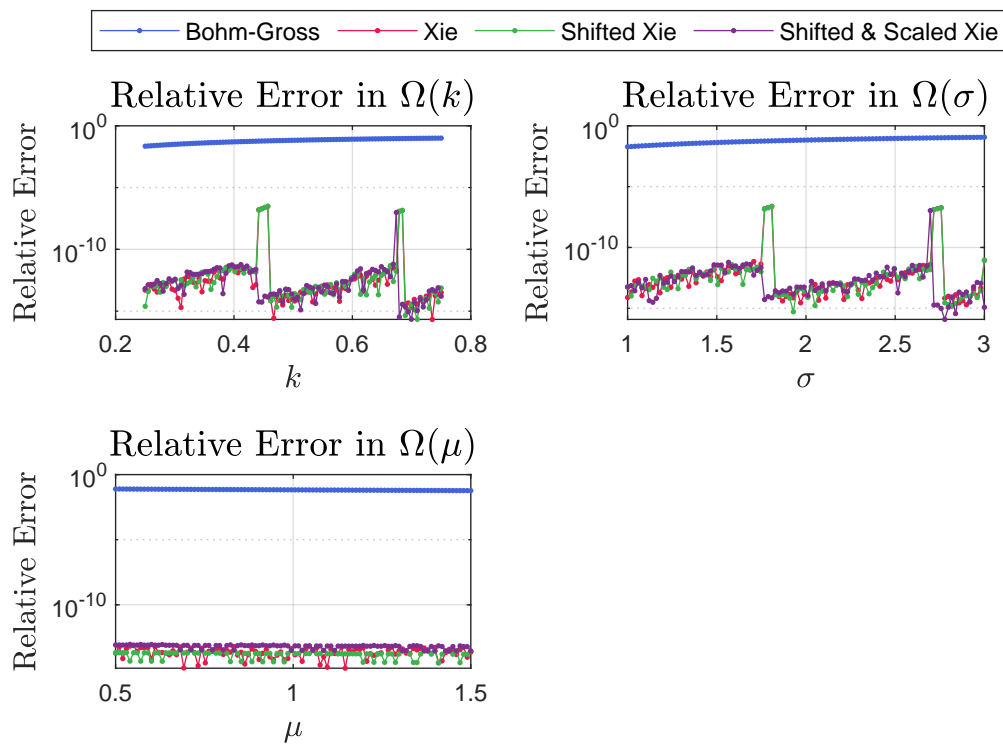 Bohm-Gross Xie Shifted Xie Shifted & Scaled Xie
Relative Error in Ω(k)
Relative Error
10^0
10^-10
0.2 0.4 0.6 0.8
k
Relative Error in Ω(σ)
Relative Error
10^0
10^-10
1 1.5 2 2.5 3
σ
Relative Error in Ω(μ)
Relative Error
10^0
10^-10
0.5 1 1.5
μ